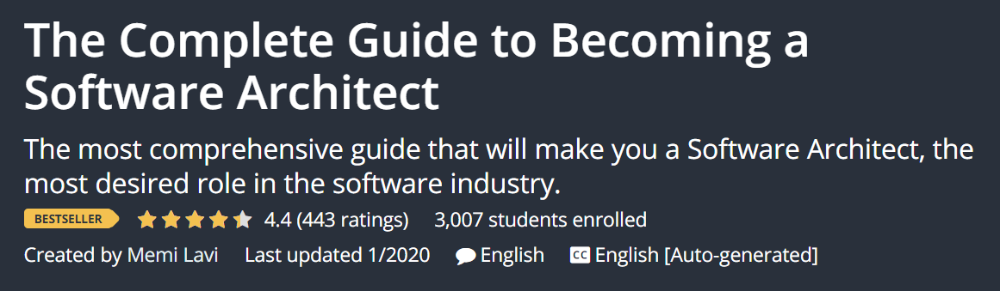 The Complete Guide to Becoming a
Software Architect
The most comprehensive guide that will make you a Software Architect, the
most desired role in the software industry.
BESTSELLER 4.4 (443 ratings) 3,007 students enrolled
Created by Memi Lavi Last updated 1/2020 English CC English [Auto-generated]